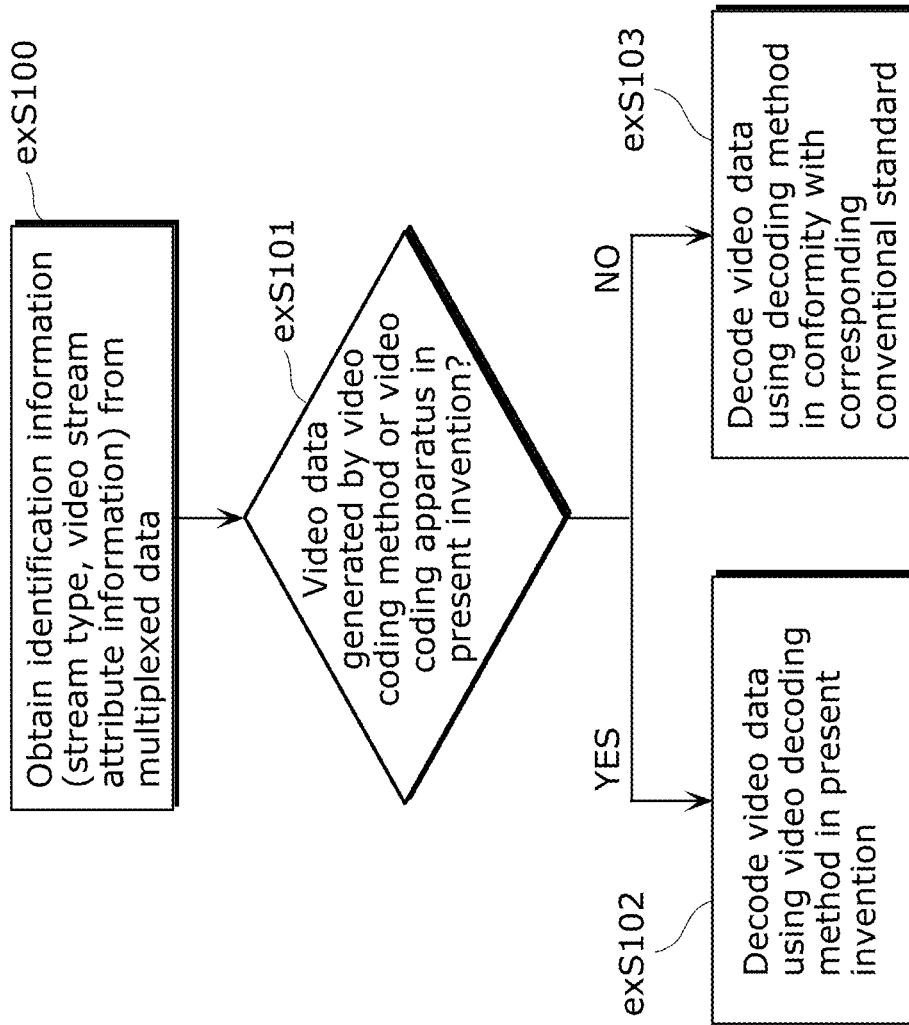 exS100
Obtain identification information
(stream type, video stream
attribute information) from
multiplexed data
exS101
Video data
generated by video
coding method or video
coding apparatus in
present invention?
YES
NO
exS102
Decode video data
using video decoding
method in present
invention
exS103
Decode video data
using decoding method
in conformity with
corresponding
conventional standard